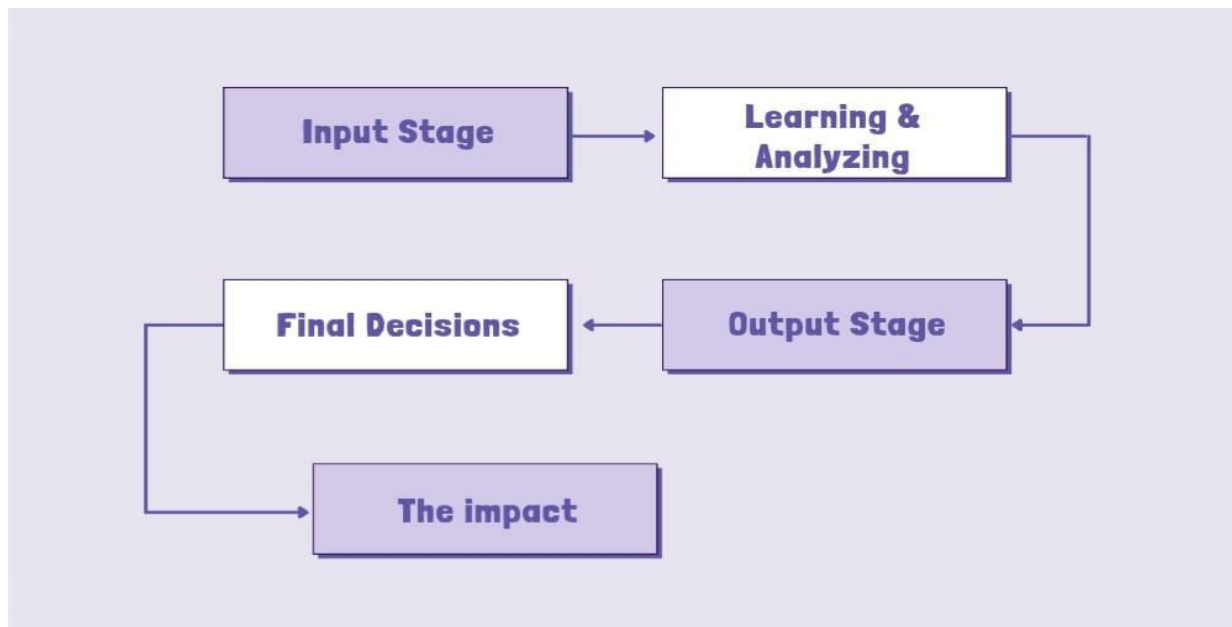 Input Stage
Learning &
Analyzing
Output Stage
Final Decisions
The impact